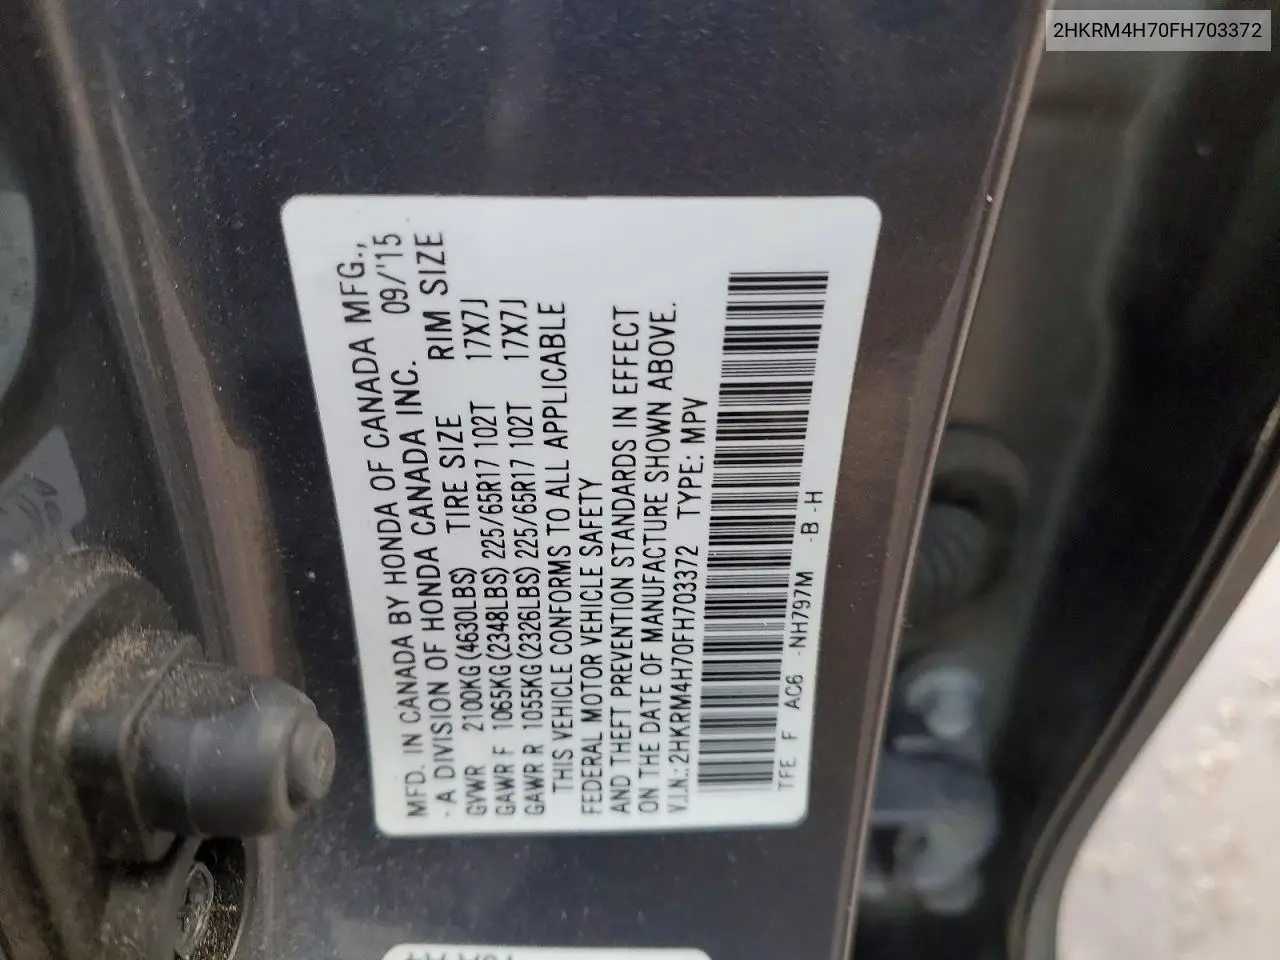 2HKRM4H70FH703372
MFD. IN CANADA BY HONDA OF CANADA MFG.,
· A DIVISION OF HONDA CANADA INC. 09/'15
GVWR 2100KG(4630LBS) TIRE SIZE RIM SIZE
GAWR F 1065KG(2348LBS) 225/65R17 102T 17X7J
GAWR R 1055KG(2326LBS) 225/65R17 102T 17X7J
THIS VEHICLE CONFORMS TO ALL APPLICABLE
FEDERAL MOTOR VEHICLE SAFETY
AND THEFT PREVENTION STANDARDS IN EFFECT
ON THE DATE OF MANUFACTURE SHOWN ABOVE.
V.I.N.: 2HKRM4H70FH703372 TYPE: MPV
TFE F AC6 -NH797M -B -H